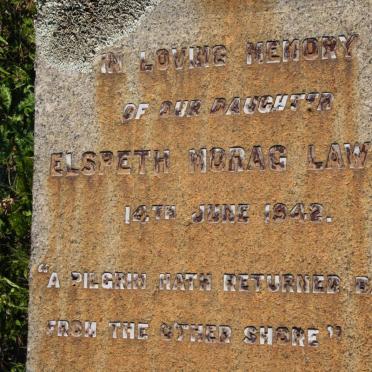 IN LOVING MEMORY
OF OUR DAUGHTER
ELSPETH MORAG LAW
14TH JUNE 1942.
"A PILGRIM HATH RETURNED
FROM THE OTHER SHORE"